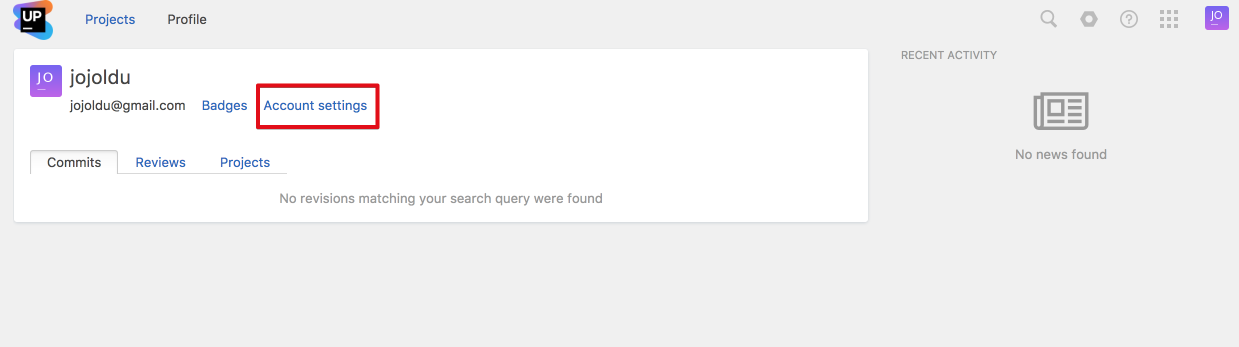 UP Projects Profile JO
JO jojoldu
jojoldu@gmail.com Badges Account settings
Commits Reviews Projects
No revisions matching your search query were found
RECENT ACTIVITY
No news found